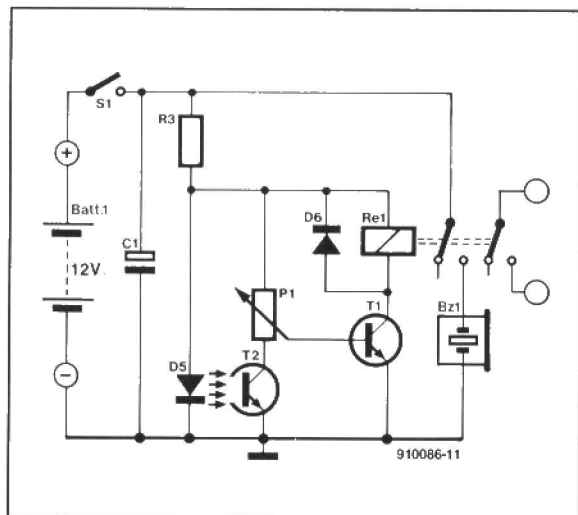 S1
R3
+
Batt.1
D6
Re1
C1
12V
P1
T1
Bz1
D5
T2
−
910086-11